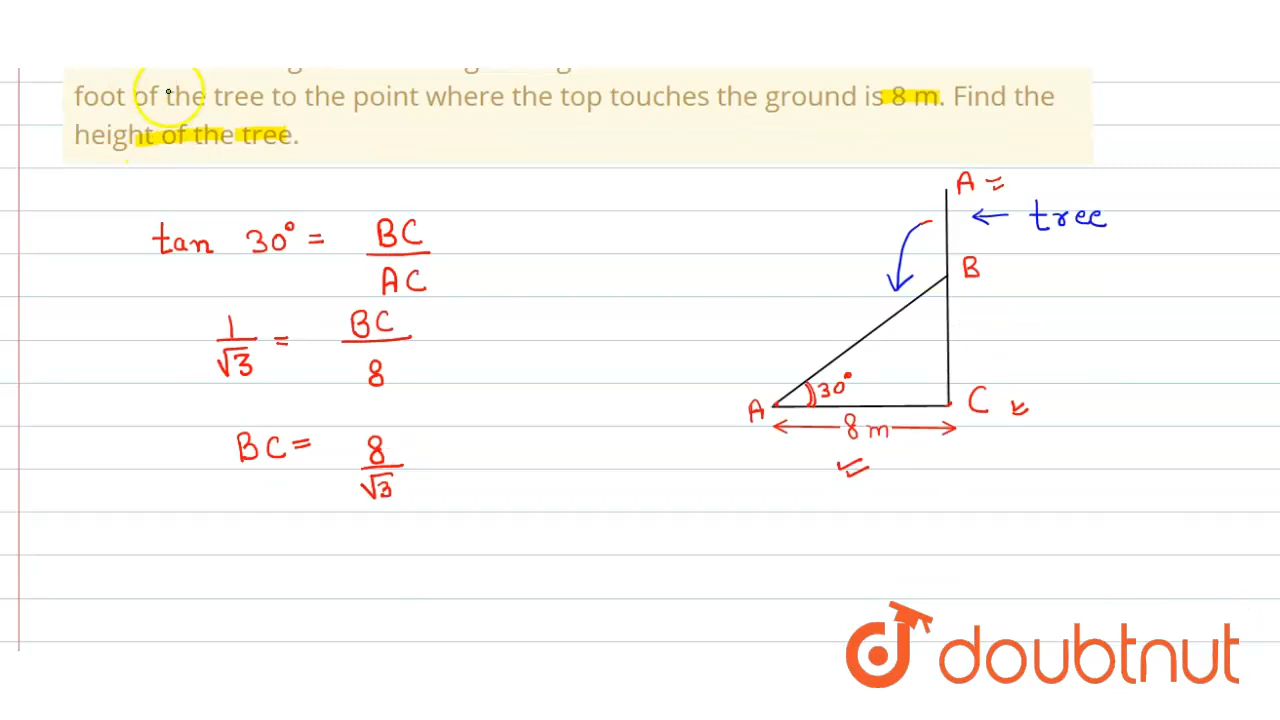 foot of the tree to the point where the top touches the ground is 8 m. Find the
height of the tree.
tan 30° = BC/AC
1/√3 = BC/8
BC = 8/√3
A
← tree
B
30°
A
C
8 m
doubtnut